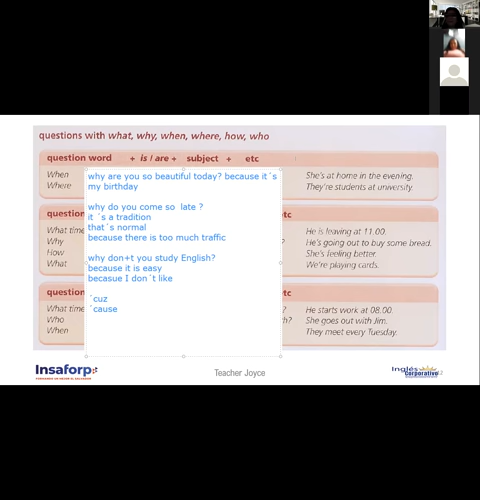 questions with what, why, when, where, how, who
question word + is / are + subject + etc
When
Where
She's at home in the evening.
They're students at university.
why are you so beautiful today? because it´s
my birthday
why do you come so late ?
it ´s a tradition
that´s normal
because there is too much traffic
why don+t you study English?
because it is easy
becasue I don´t like
´cuz
´cause
question
etc
What time
Why
How
What
?
He is leaving at 11.00.
He's going out to buy some bread.
She's feeling better.
We're playing cards.
question
etc
What time
Who
When
?
h?
He starts work at 08.00.
She goes out with Jim.
They meet every Tuesday.
Insaforp
Teacher Joyce
Inglés
Corporativo